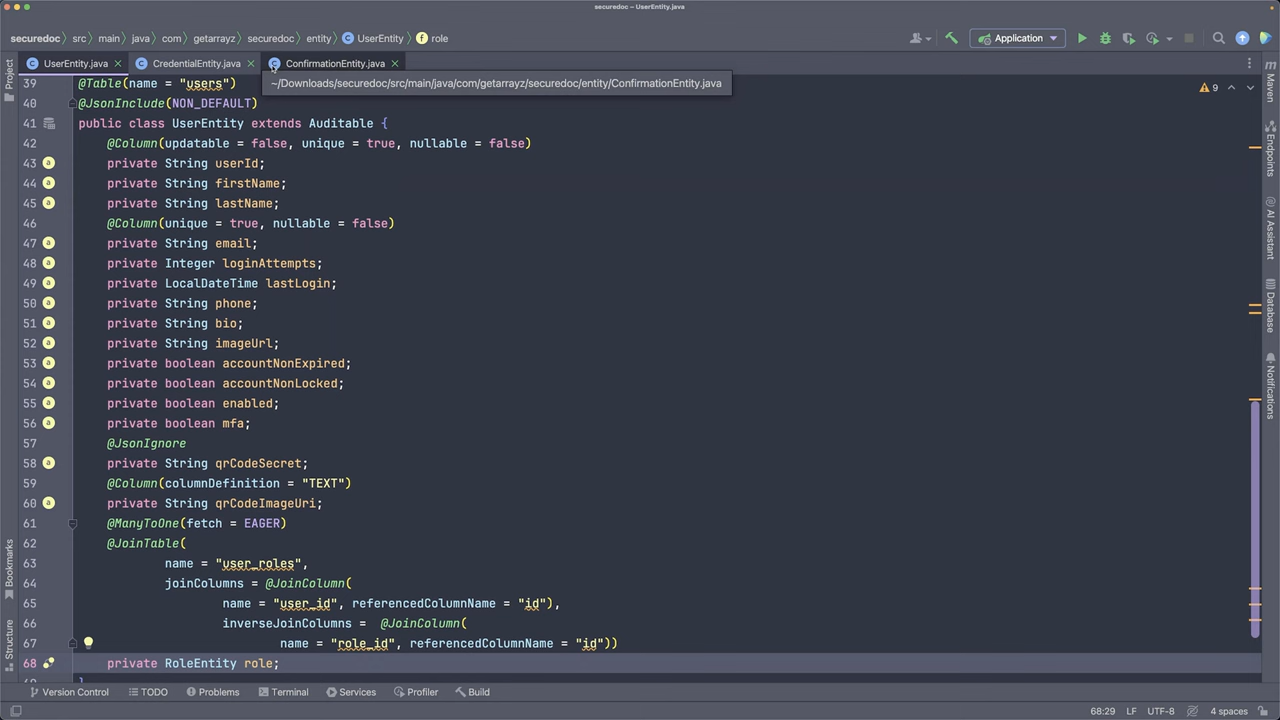 securedoc – UserEntity.java
securedoc src main java com getarrayz securedoc entity UserEntity role
Application
UserEntity.java CredentialEntity.java ConfirmationEntity.java
~/Downloads/securedoc/src/main/java/com/getarrayz/securedoc/entity/ConfirmationEntity.java
9
39 @Table(name = "users")
40 @JsonInclude(NON_DEFAULT)
41 public class UserEntity extends Auditable {
42 @Column(updatable = false, unique = true, nullable = false)
43 private String userId;
44 private String firstName;
45 private String lastName;
46 @Column(unique = true, nullable = false)
47 private String email;
48 private Integer loginAttempts;
49 private LocalDateTime lastLogin;
50 private String phone;
51 private String bio;
52 private String imageUrl;
53 private boolean accountNonExpired;
54 private boolean accountNonLocked;
55 private boolean enabled;
56 private boolean mfa;
57 @JsonIgnore
58 private String qrCodeSecret;
59 @Column(columnDefinition = "TEXT")
60 private String qrCodeImageUri;
61 @ManyToOne(fetch = EAGER)
62 @JoinTable(
63 name = "user_roles",
64 joinColumns = @JoinColumn(
65 name = "user_id", referencedColumnName = "id"),
66 inverseJoinColumns = @JoinColumn(
67 name = "role_id", referencedColumnName = "id"))
68 private RoleEntity role;
}
Project
Bookmarks
Structure
Maven
Endpoints
AI Assistant
Database
Notifications
Version Control TODO Problems Terminal Services Profiler Build
68:29 LF UTF-8 4 spaces